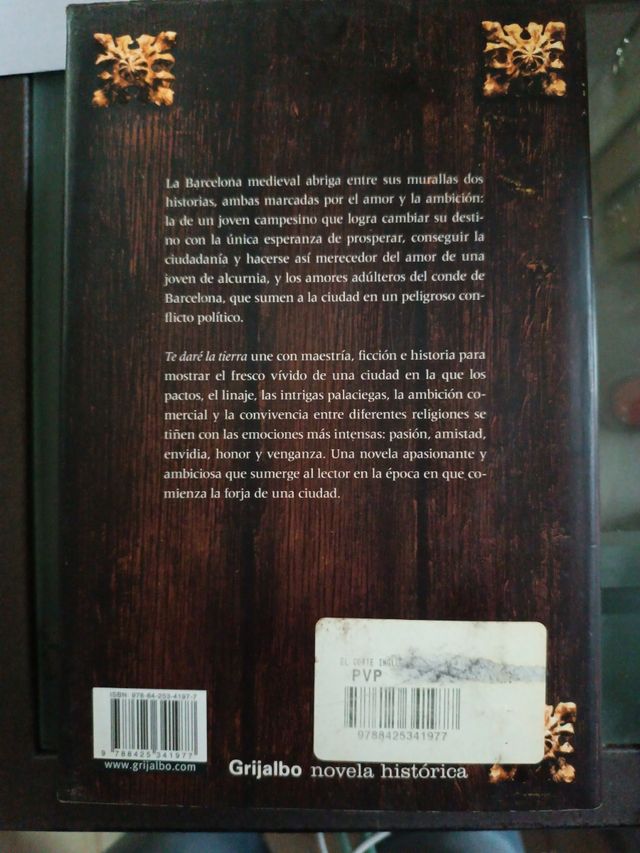 La Barcelona medieval abriga entre sus murallas dos
historias, ambas marcadas por el amor y la ambición:
la de un joven campesino que logra cambiar su desti-
no con la única esperanza de prosperar, conseguir la
ciudadanía y hacerse así merecedor del amor de una
joven de alcurnia, y los amores adúlteros del conde de
Barcelona, que sumen a la ciudad en un peligroso con-
flicto político.
Te daré la tierra une con maestría, ficción e historia para
mostrar el fresco vívido de una ciudad en la que los
pactos, el linaje, las intrigas palaciegas, la ambición co-
mercial y la convivencia entre diferentes religiones se
tiñen con las emociones más intensas: pasión, amistad,
envidia, honor y venganza. Una novela apasionante y
ambiciosa que sumerge al lector en la época en que co-
mienza la forja de una ciudad.
ISBN: 978-84-253-4197-7
9 788425 341977
www.grijalbo.com
EL CORTE INGL
PVP
9788425341977
Grijalbo novela histórica